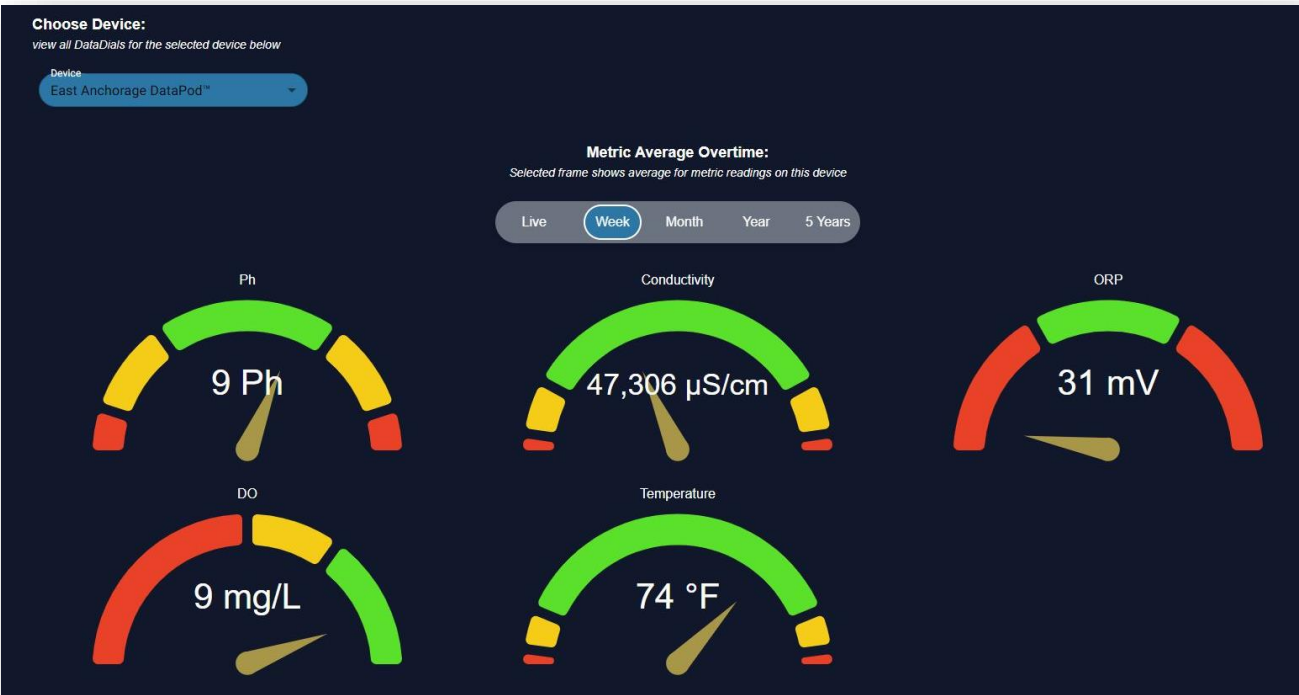 Choose Device:
view all DataDials for the selected device below
Device
East Anchorage DataPod™
Metric Average Overtime:
Selected frame shows average for metric readings on this device
Live Week Month Year 5 Years
Ph Conductivity ORP
9 Ph 47,306 µS/cm 31 mV
DO Temperature
9 mg/L 74 °F